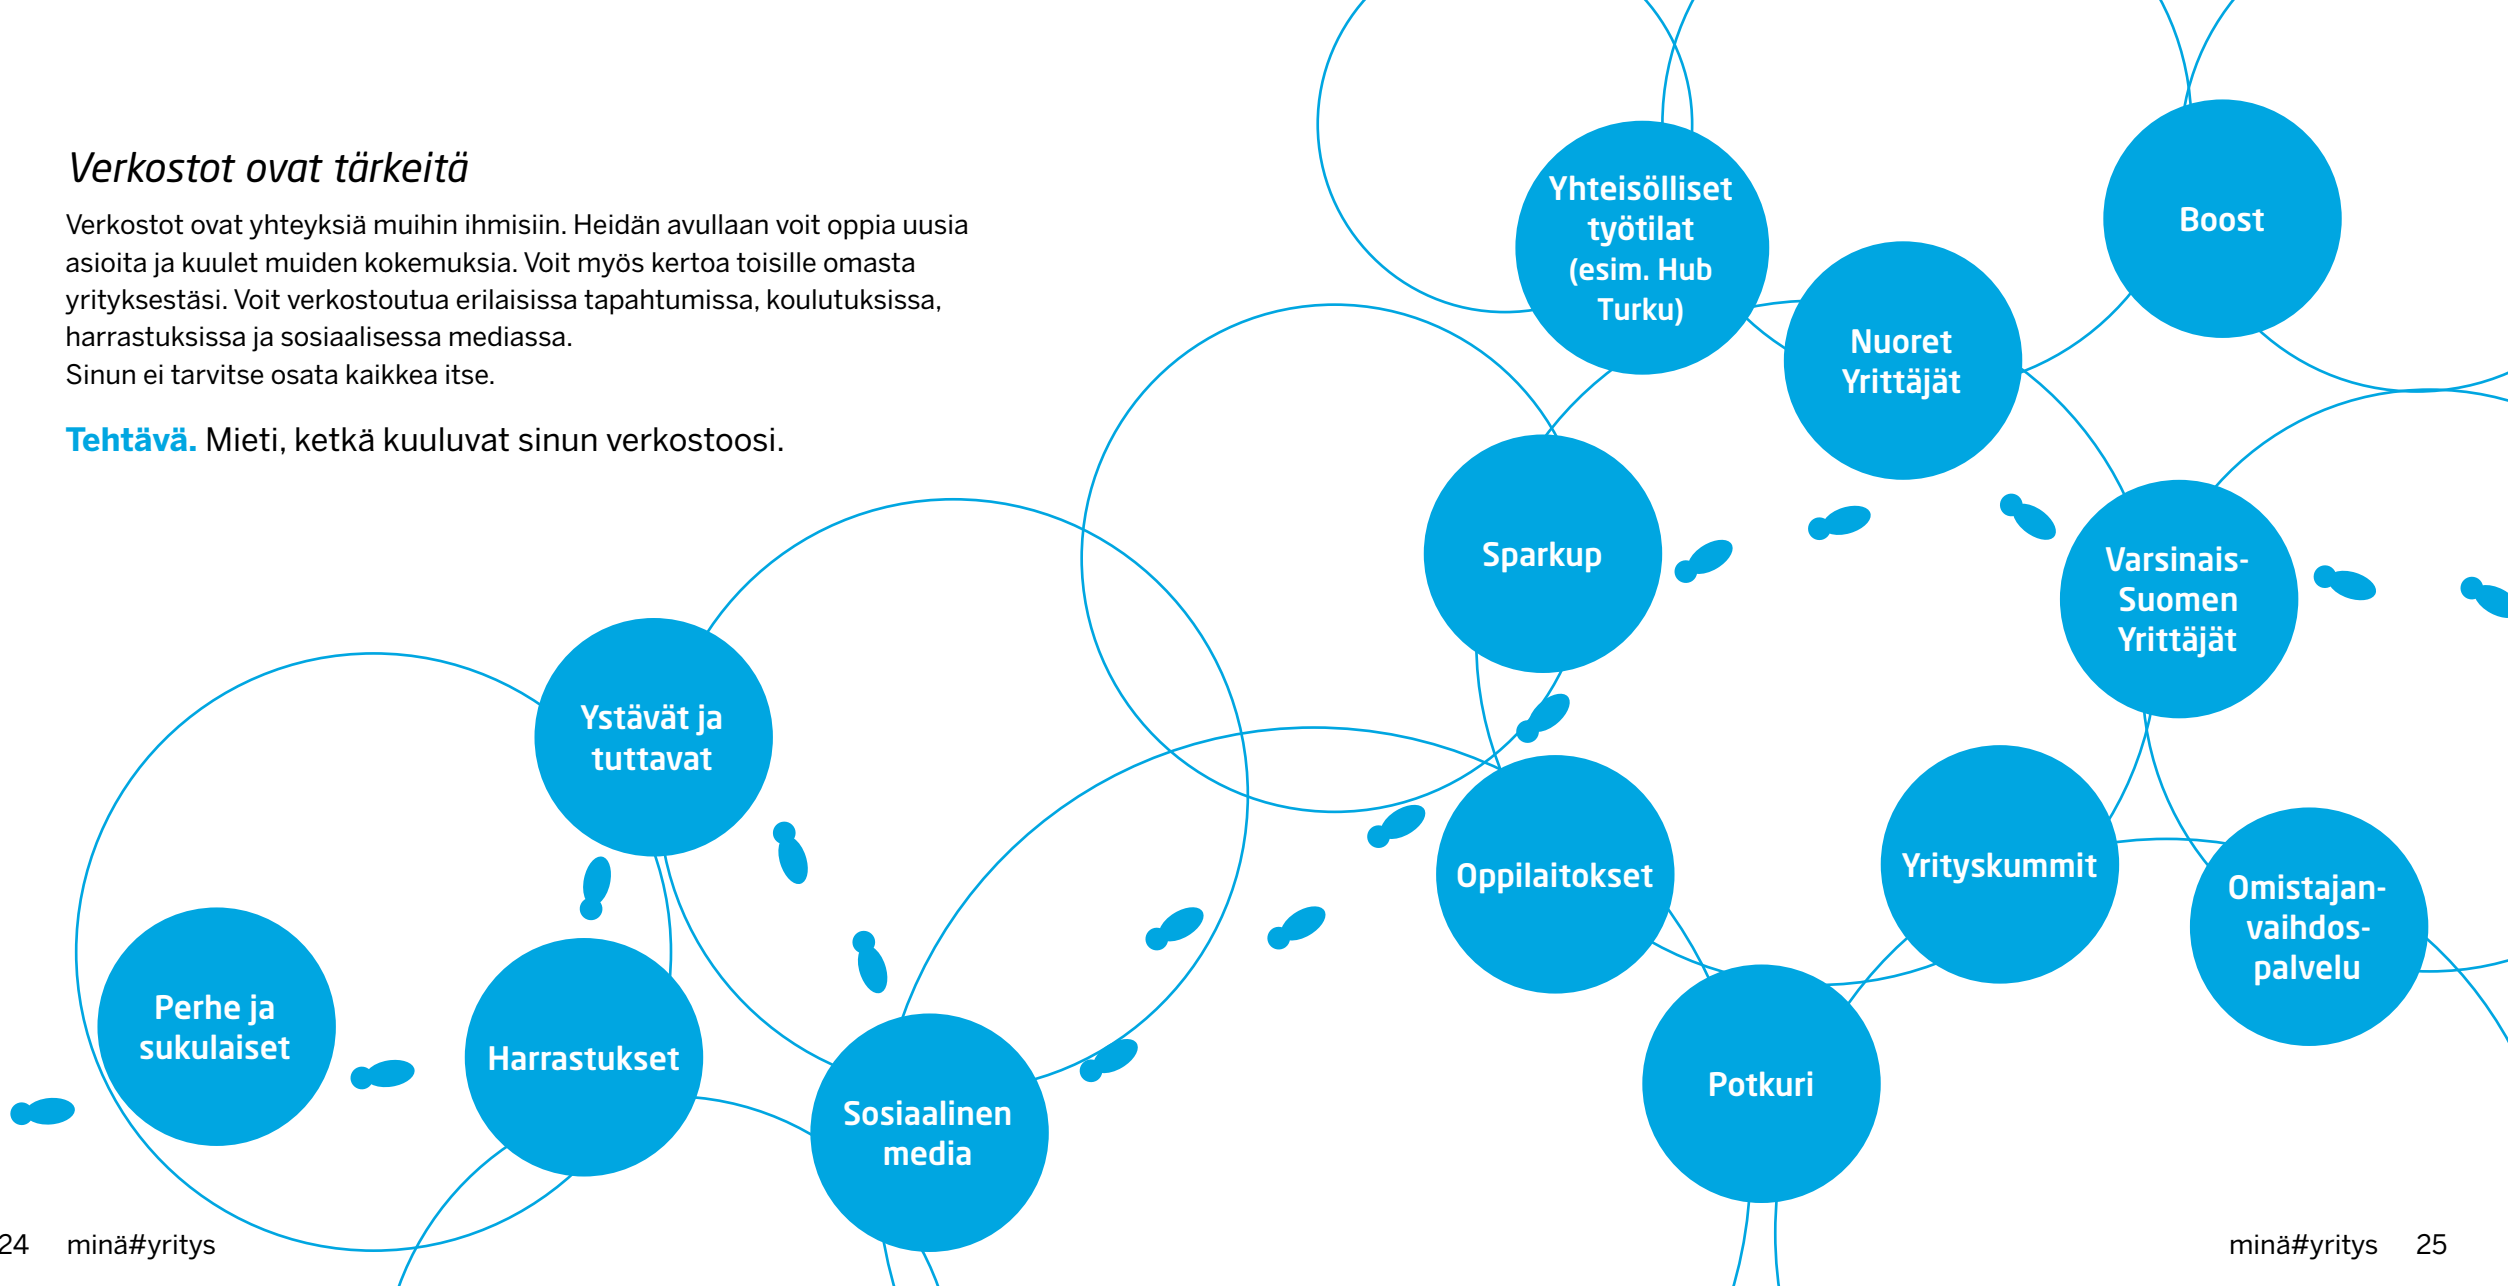 Verkostot ovat tärkeitä
Verkostot ovat yhteyksiä muihin ihmisiin. Heidän avullaan voit oppia uusia
asioita ja kuulet muiden kokemuksia. Voit myös kertoa toisille omasta
yrityksestäsi. Voit verkostoutua erilaisissa tapahtumissa, koulutuksissa,
harrastuksissa ja sosiaalisessa mediassa.
Sinun ei tarvitse osata kaikkea itse.
Tehtävä. Mieti, ketkä kuuluvat sinun verkostoosi.
Perhe ja
sukulaiset
Ystävät ja
tuttavat
Harrastukset
Sosiaalinen
media
Yhteisölliset
työtilat
(esim. Hub
Turku)
Nuoret
Yrittäjät
Boost
Sparkup
Varsinais-
Suomen
Yrittäjät
Oppilaitokset
Yrityskummit
Omistajan-
vaihdos-
palvelu
Potkuri
24 minä#yritys
minä#yritys 25